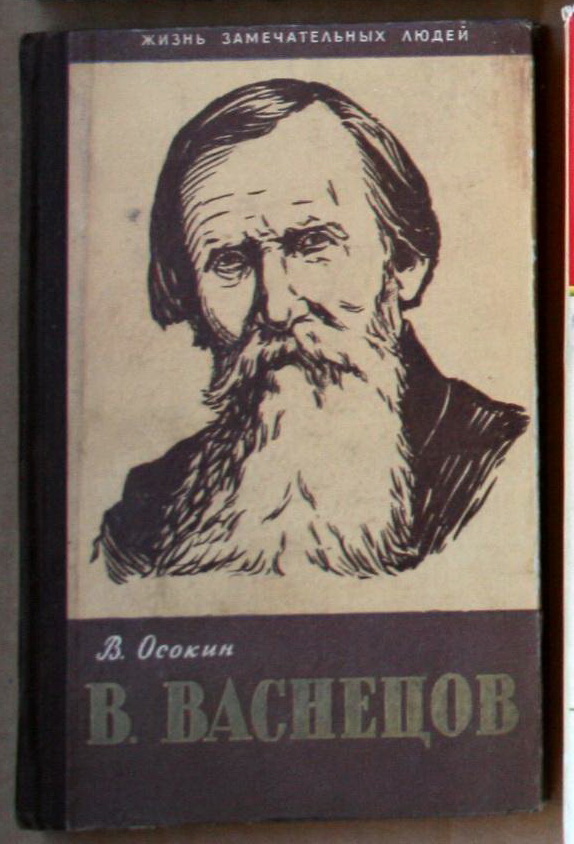 ЖИЗНЬ ЗАМЕЧАТЕЛЬНЫХ ЛЮДЕЙ
В. Осокин
В. ВАСНЕЦОВ